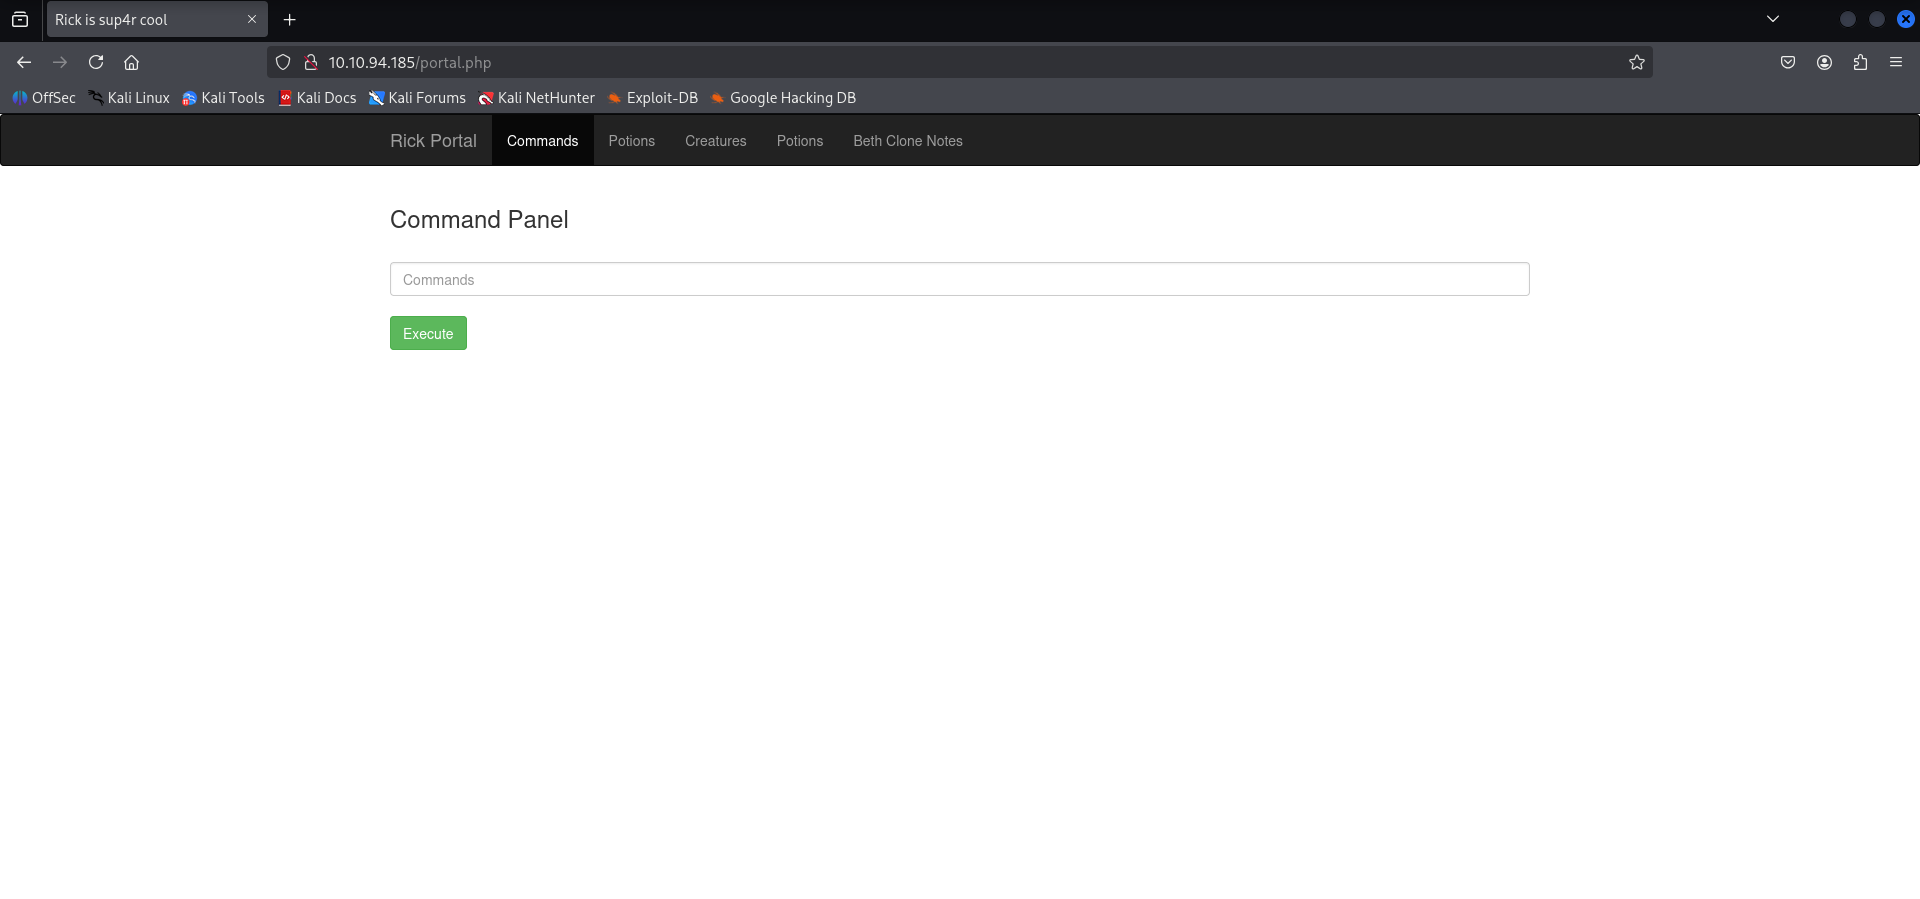 Rick is sup4r cool
10.10.94.185/portal.php
OffSec Kali Linux Kali Tools Kali Docs Kali Forums Kali NetHunter Exploit-DB Google Hacking DB
Rick Portal Commands Potions Creatures Potions Beth Clone Notes
Command Panel
Commands
Execute